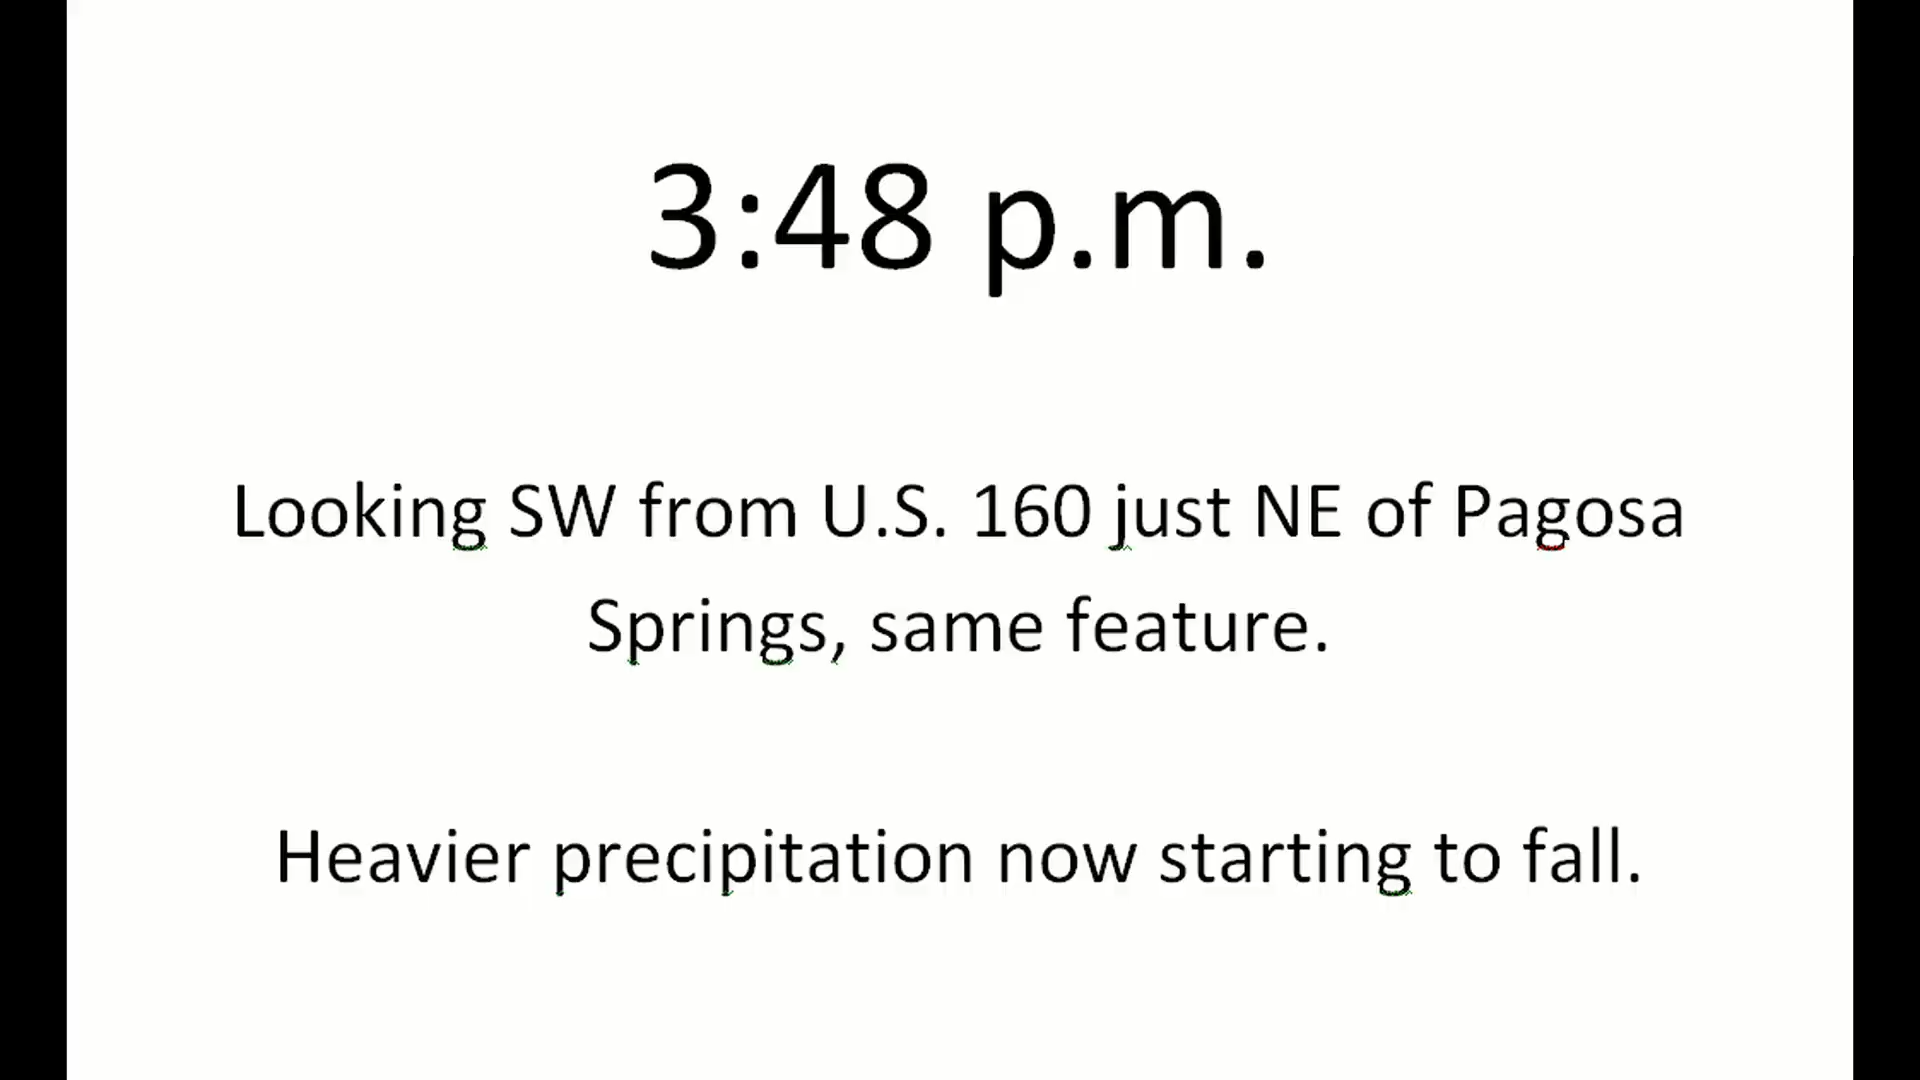 3:48 p.m.
Looking SW from U.S. 160 just NE of Pagosa
Springs, same feature.
Heavier precipitation now starting to fall.